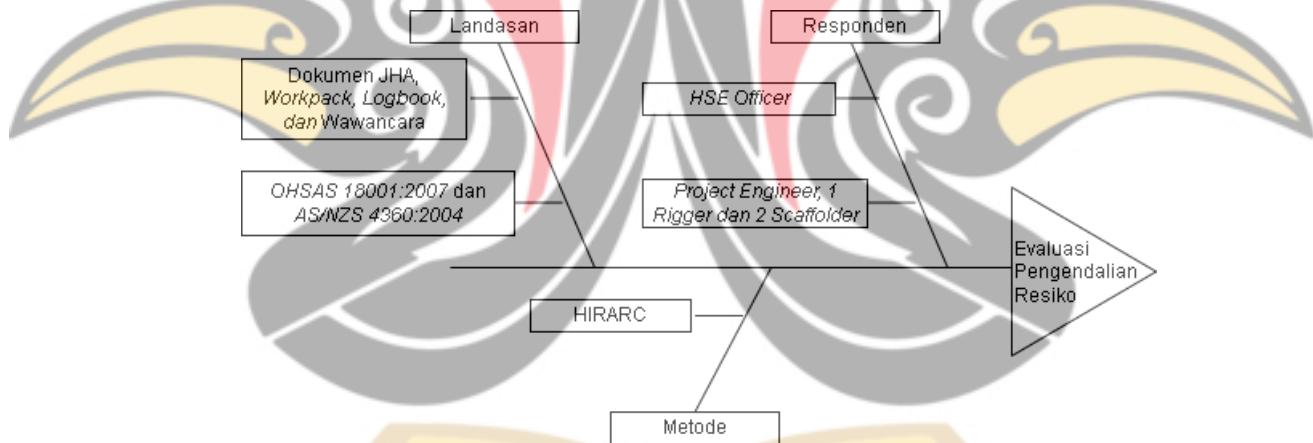 Landasan
Dokumen JHA,
Workpack, Logbook,
dan Wawancara
OHSAS 18001:2007 dan
AS/NZS 4360:2004
Responden
HSE Officer
Project Engineer, 1
Rigger dan 2 Scaffolder
Evaluasi
Pengendalian
Resiko
HIRARC
Metode